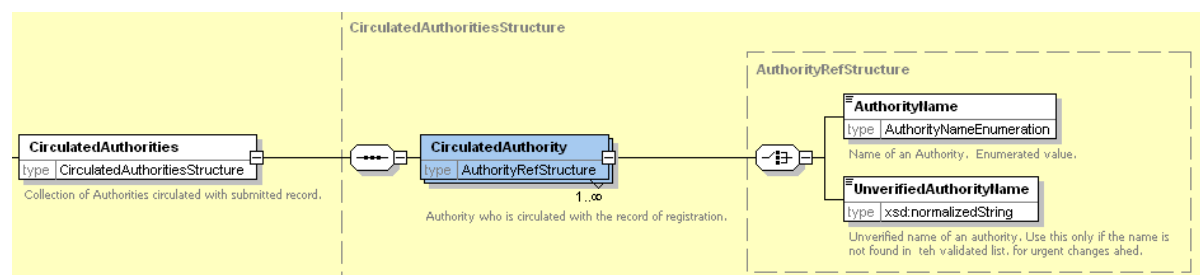 CirculatedAuthoritiesStructure
AuthorityRefStructure
CirculatedAuthorities
type CirculatedAuthoritiesStructure
Collection of Authorities circulated with submitted record.
CirculatedAuthority
type AuthorityRefStructure
1..∞
Authority who is circulated with the record of registration.
AuthorityName
type AuthorityNameEnumeration
Name of an Authority. Enumerated value.
UnverifiedAuthorityName
type xsd:normalizedString
Unverified name of an authority. Use this only if the name is
not found in teh validated list. for urgent changes ahed.